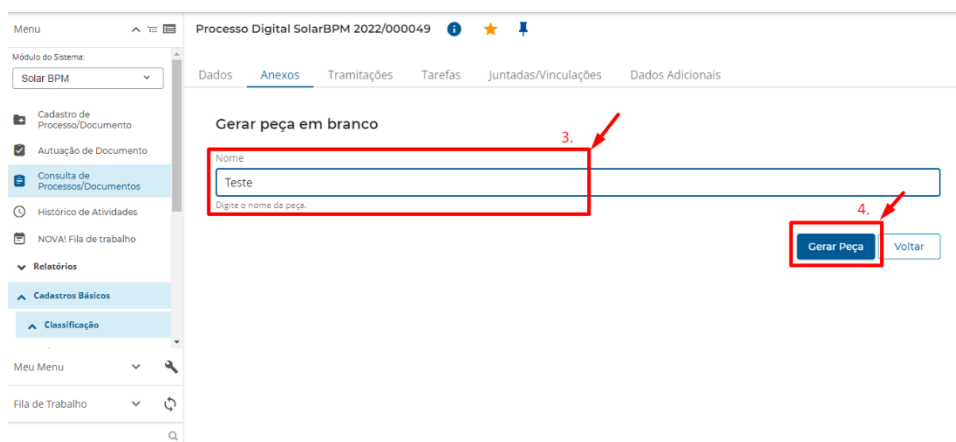 Menu
Módulo do Sistema:
Solar BPM
Cadastro de
Processo/Documento
Autuação de Documento
Consulta de
Processos/Documentos
Histórico de Atividades
NOVA! Fila de trabalho
Relatórios
Cadastros Básicos
Classificação
Meu Menu
Fila de Trabalho
Processo Digital SolarBPM 2022/000049
Dados Anexos Tramitações Tarefas Juntadas/Vinculações Dados Adicionais
Gerar peça em branco
3.
Nome
Teste
Digite o nome da peça.
4.
Gerar Peça Voltar